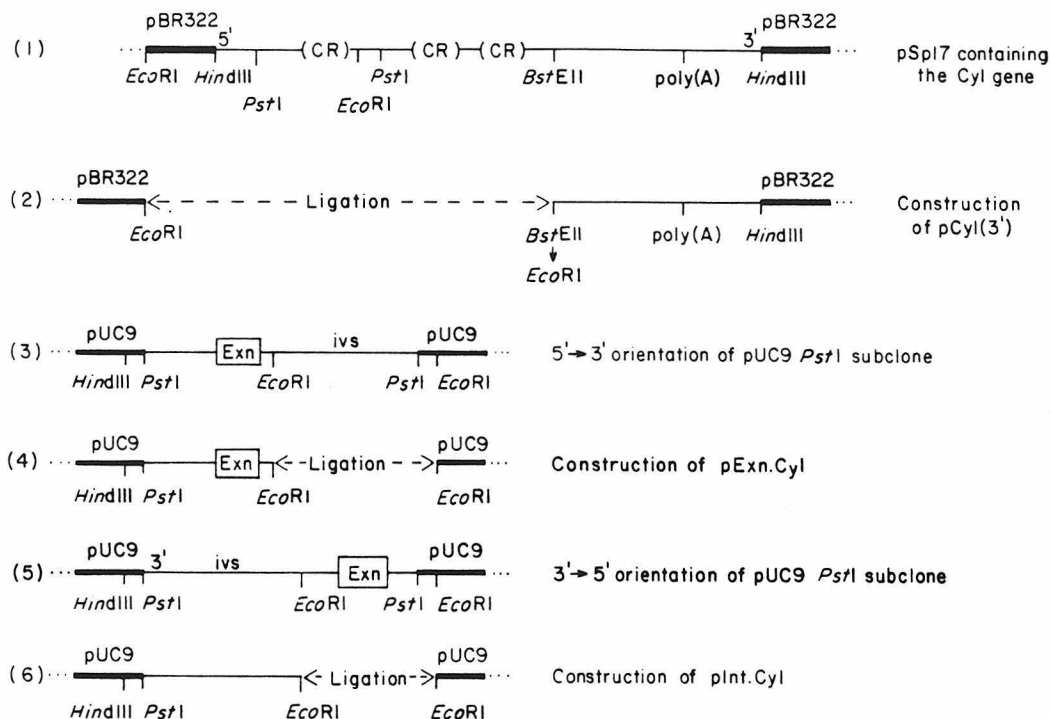 pBR322 pBR322
(1) ··· 5' (CR) (CR) (CR) 3' ··· pSp17 containing
EcoRI HindIII PstI BstEII poly(A) HindIII the CyI gene
PstI EcoRI
pBR322 pBR322
(2) ··· <- - - Ligation - - -> ··· Construction
EcoRI BstEII poly(A) HindIII of pCyI(3')
EcoRI
pUC9 ivs pUC9
(3) ··· Exn ··· 5'→3' orientation of pUC9 PstI subclone
HindIII PstI EcoRI PstI EcoRI
pUC9 pUC9
(4) ··· Exn <- -Ligation - -> ··· Construction of pExn.CyI
HindIII PstI EcoRI EcoRI
pUC9 3' ivs pUC9
(5) ··· Exn ··· 3'→5' orientation of pUC9 PstI subclone
HindIII PstI EcoRI PstI EcoRI
pUC9 pUC9
(6) ··· <- -Ligation- -> ··· Construction of pInt.CyI
HindIII PstI EcoRI EcoRI